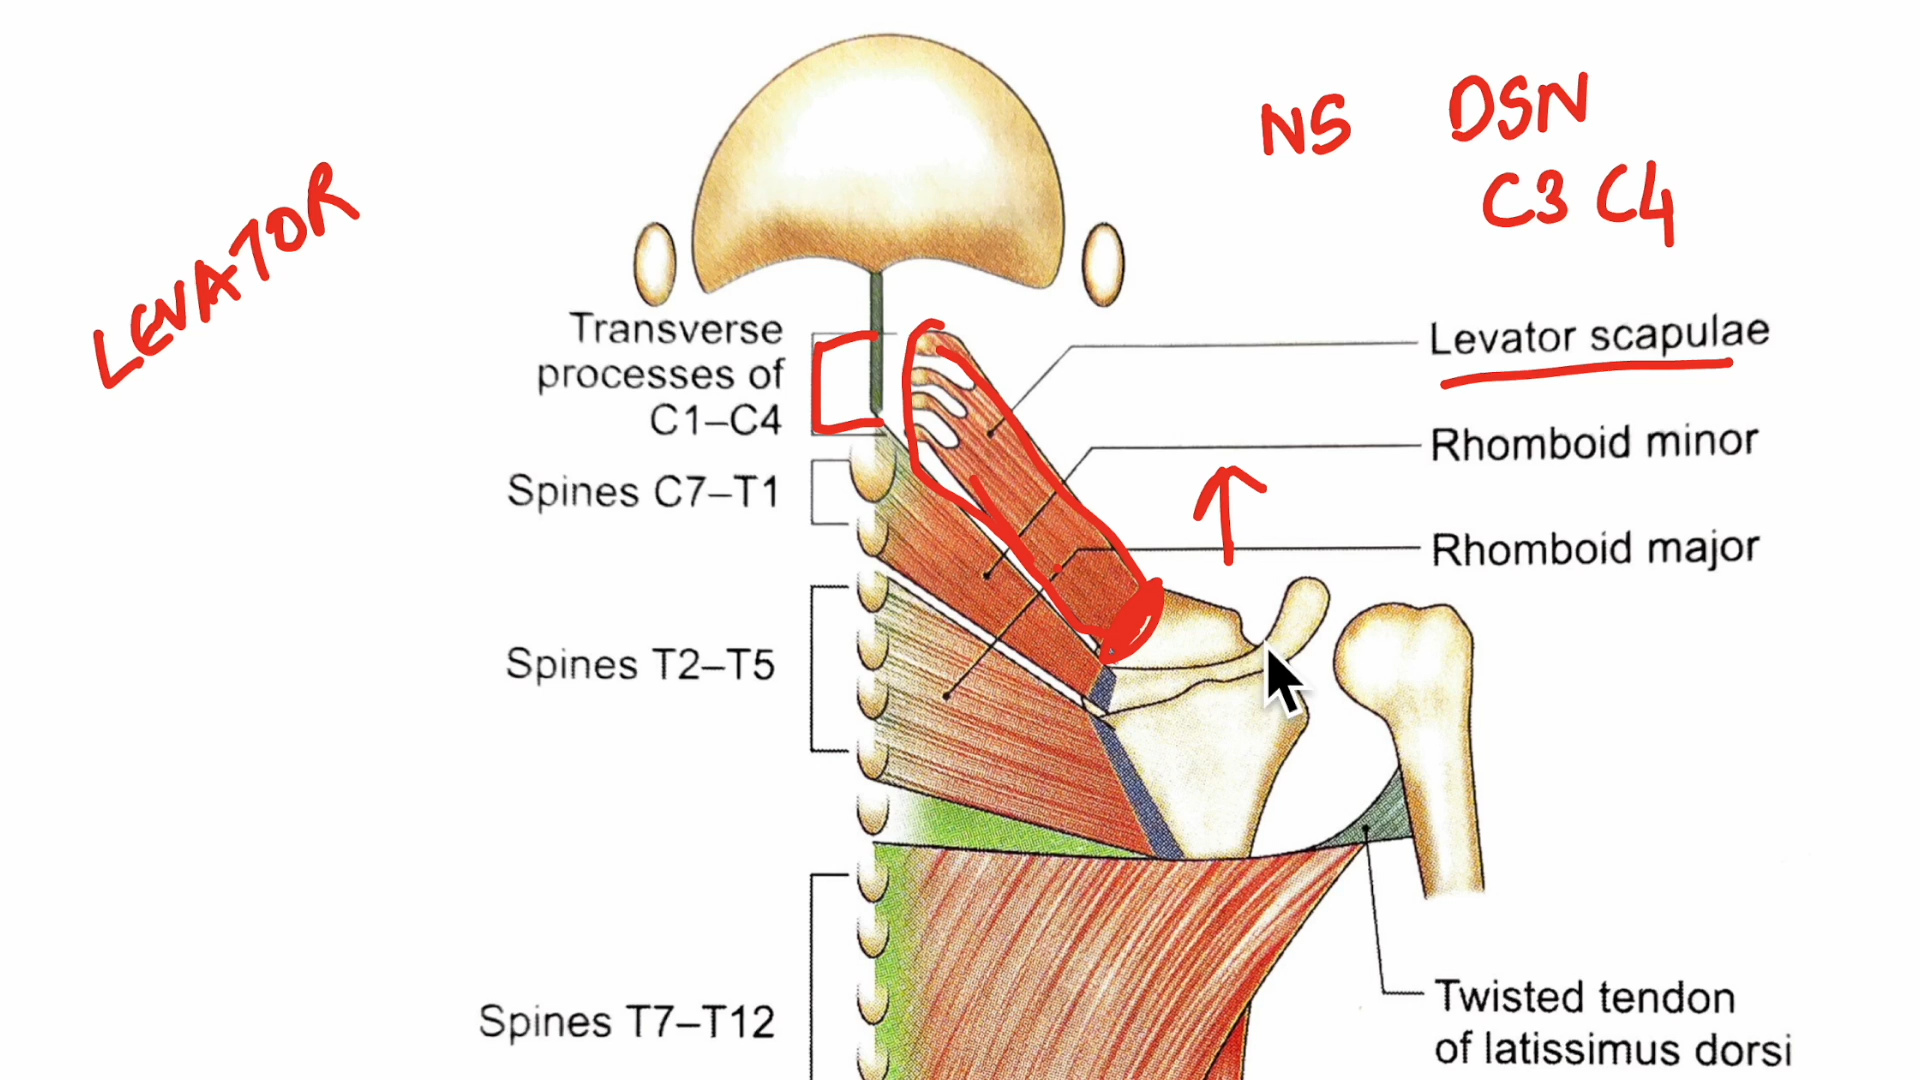 NS DSN
C3 C4
LEVATOR
Transverse
processes of
C1–C4
Levator scapulae
Rhomboid minor
Spines C7–T1
Rhomboid major
Spines T2–T5
Spines T7–T12
Twisted tendon
of latissimus dorsi